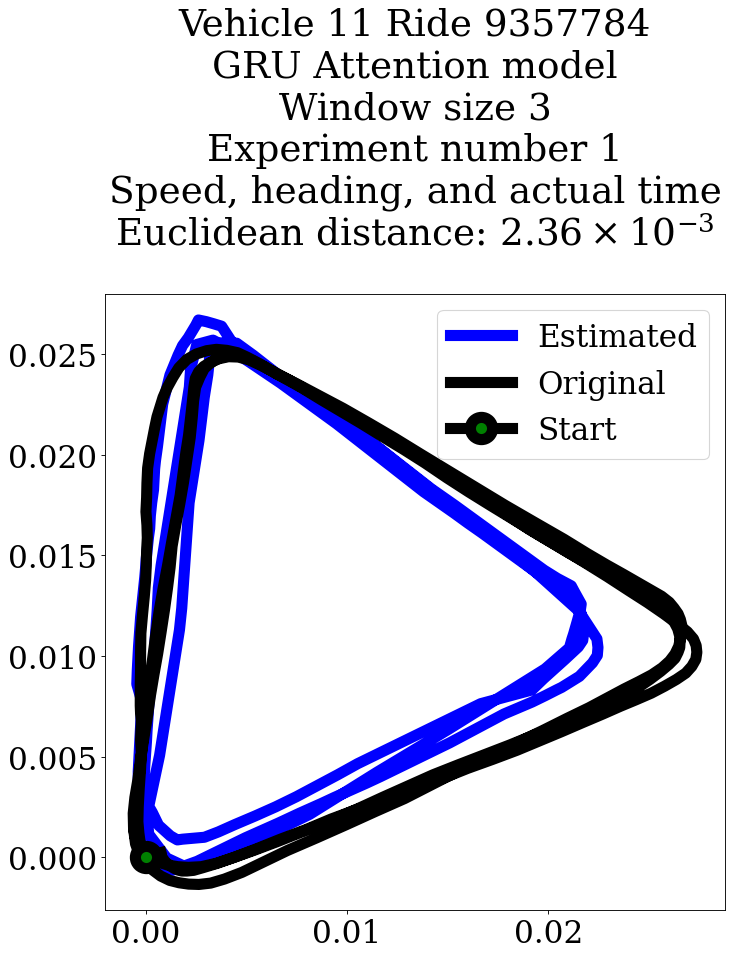 Vehicle 11 Ride 9357784
GRU Attention model
Window size 3
Experiment number 1
Speed, heading, and actual time
Euclidean distance: 2.36 × 10⁻³
Estimated
Original
Start
0.025
0.020
0.015
0.010
0.005
0.000
0.00 0.01 0.02